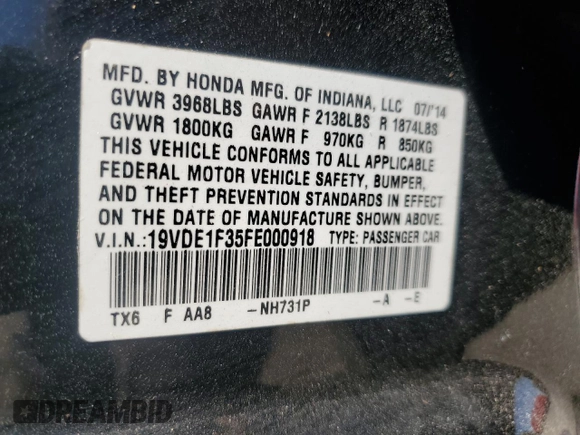 MFD. BY HONDA MFG. OF INDIANA, LLC 07/'14
GVWR 3968LBS GAWR F 2138LBS R 1874LBS
GVWR 1800KG GAWR F 970KG R 850KG
THIS VEHICLE CONFORMS TO ALL APPLICABLE
FEDERAL MOTOR VEHICLE SAFETY, BUMPER,
AND THEFT PREVENTION STANDARDS IN EFFECT
ON THE DATE OF MANUFACTURE SHOWN ABOVE.
V.I.N.:19VDE1F35FE000918 TYPE: PASSENGER CAR
TX6 F AA8 -NH731P -A -E
DREAMBID